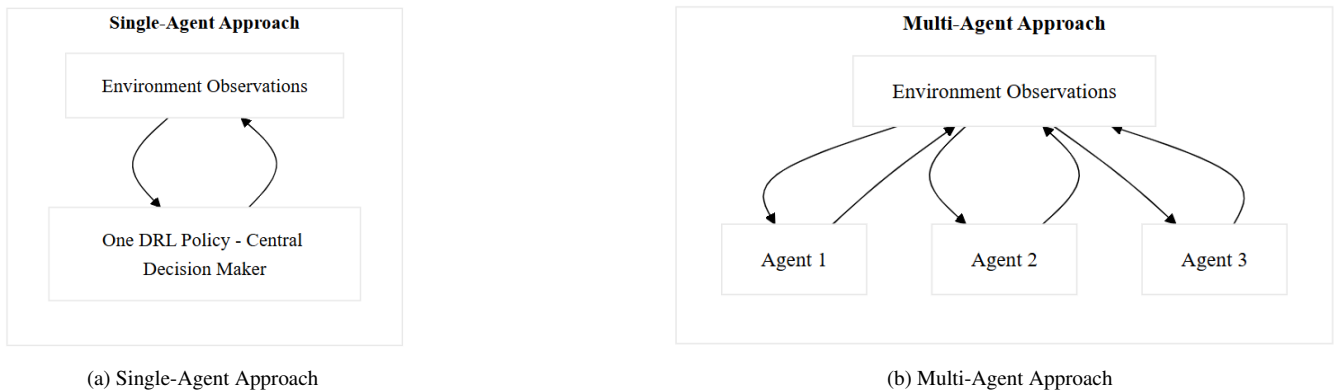 Single-Agent Approach
Environment Observations
One DRL Policy - Central
Decision Maker
(a) Single-Agent Approach
Multi-Agent Approach
Environment Observations
Agent 1
Agent 2
Agent 3
(b) Multi-Agent Approach